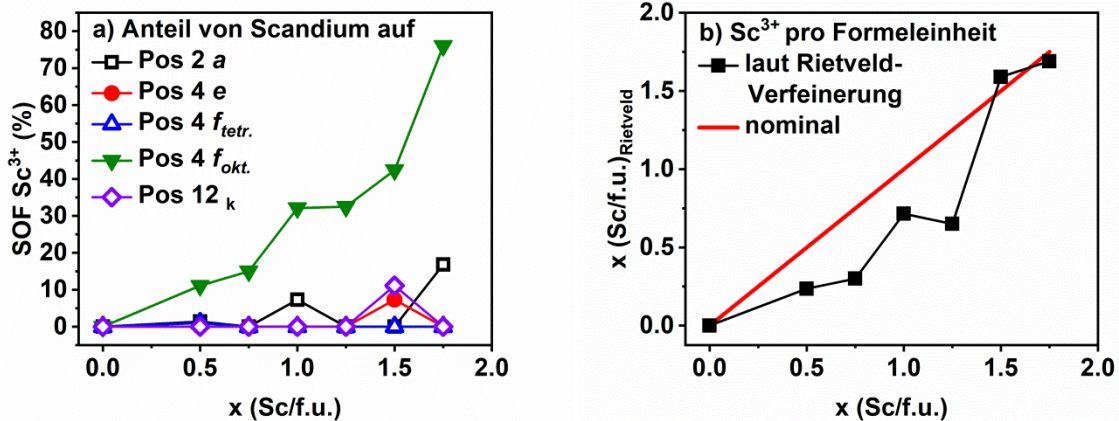 a) Anteil von Scandium auf
Pos 2 a
Pos 4 e
Pos 4 f tetr.
Pos 4 f okt.
Pos 12 k
SOF Sc³⁺ (%)
80
70
60
50
40
30
20
10
0
0.0 0.5 1.0 1.5 2.0
x (Sc/f.u.)
b) Sc³⁺ pro Formeleinheit
laut Rietveld-
Verfeinerung
nominal
x (Sc/f.u.)Rietveld
2.0
1.5
1.0
0.5
0.0
0.0 0.5 1.0 1.5 2.0
x (Sc/f.u.)